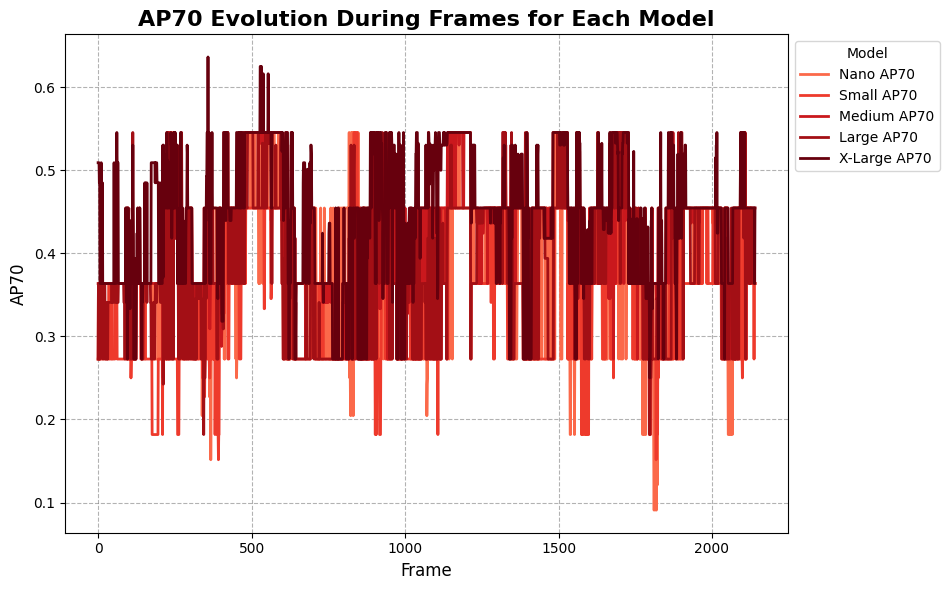 AP70 Evolution During Frames for Each Model
Model
Nano AP70
Small AP70
Medium AP70
Large AP70
X-Large AP70
AP70
0.6
0.5
0.4
0.3
0.2
0.1
0
500
1000
1500
2000
Frame